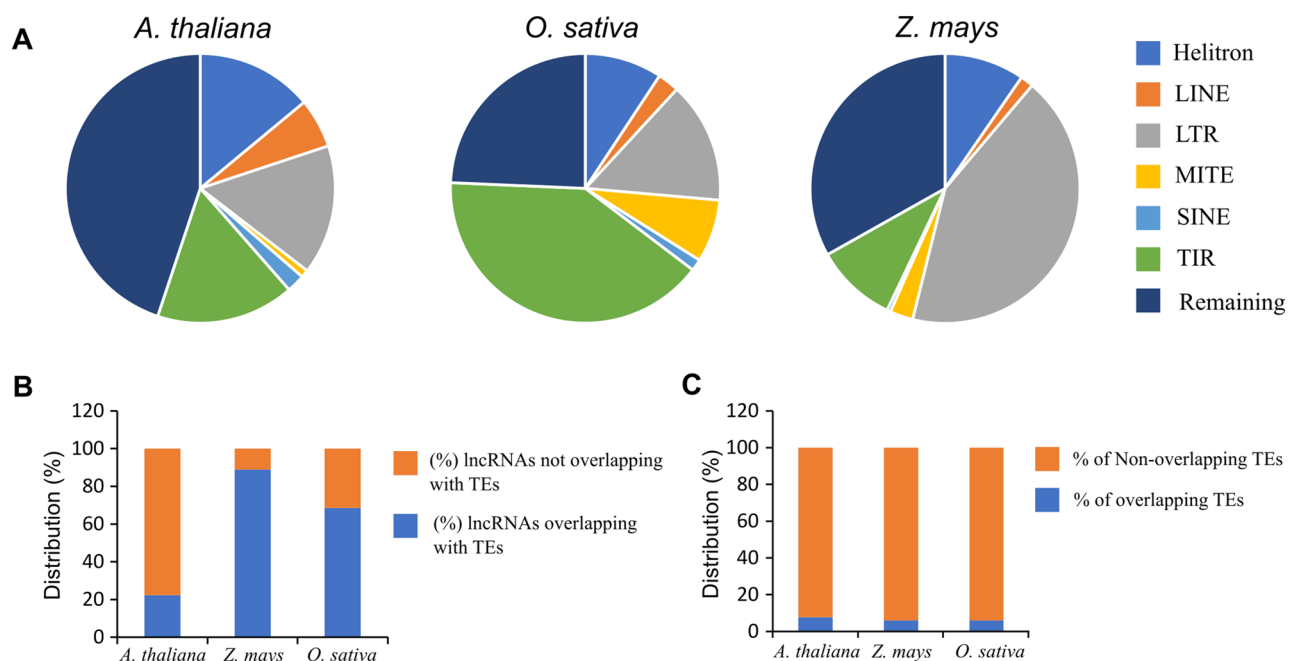 A
A. thaliana
O. sativa
Z. mays
Helitron
LINE
LTR
MITE
SINE
TIR
Remaining
B
Distribution (%)
120
100
80
60
40
20
0
A. thaliana
Z. mays
O. sativa
(%) lncRNAs not overlapping
with TEs
(%) lncRNAs overlapping
with TEs
C
Distribution (%)
120
100
80
60
40
20
0
A. thaliana
Z. mays
O. sativa
% of Non-overlapping TEs
% of overlapping TEs